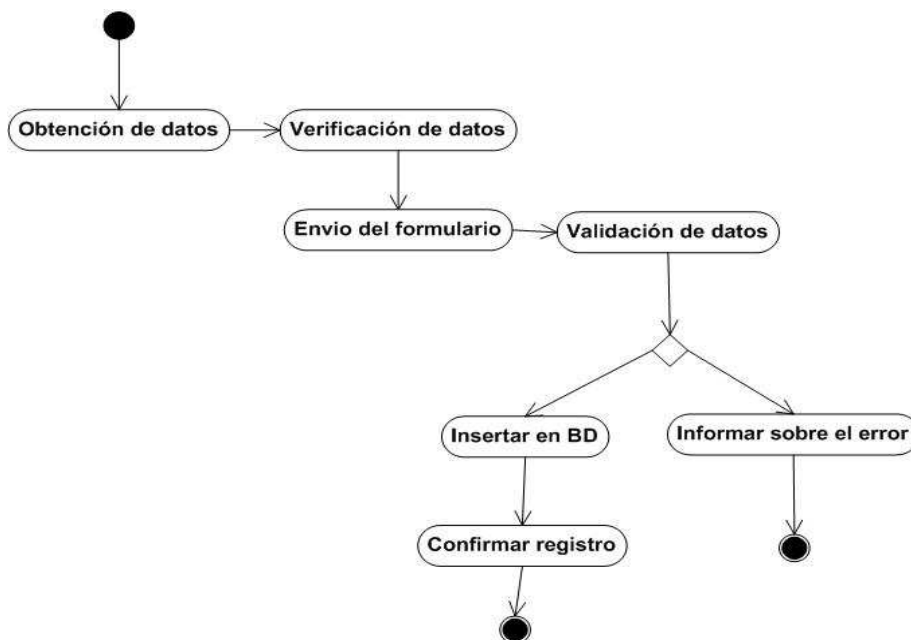 Obtención de datos
Verificación de datos
Envio del formulario
Validación de datos
Insertar en BD
Informar sobre el error
Confirmar registro